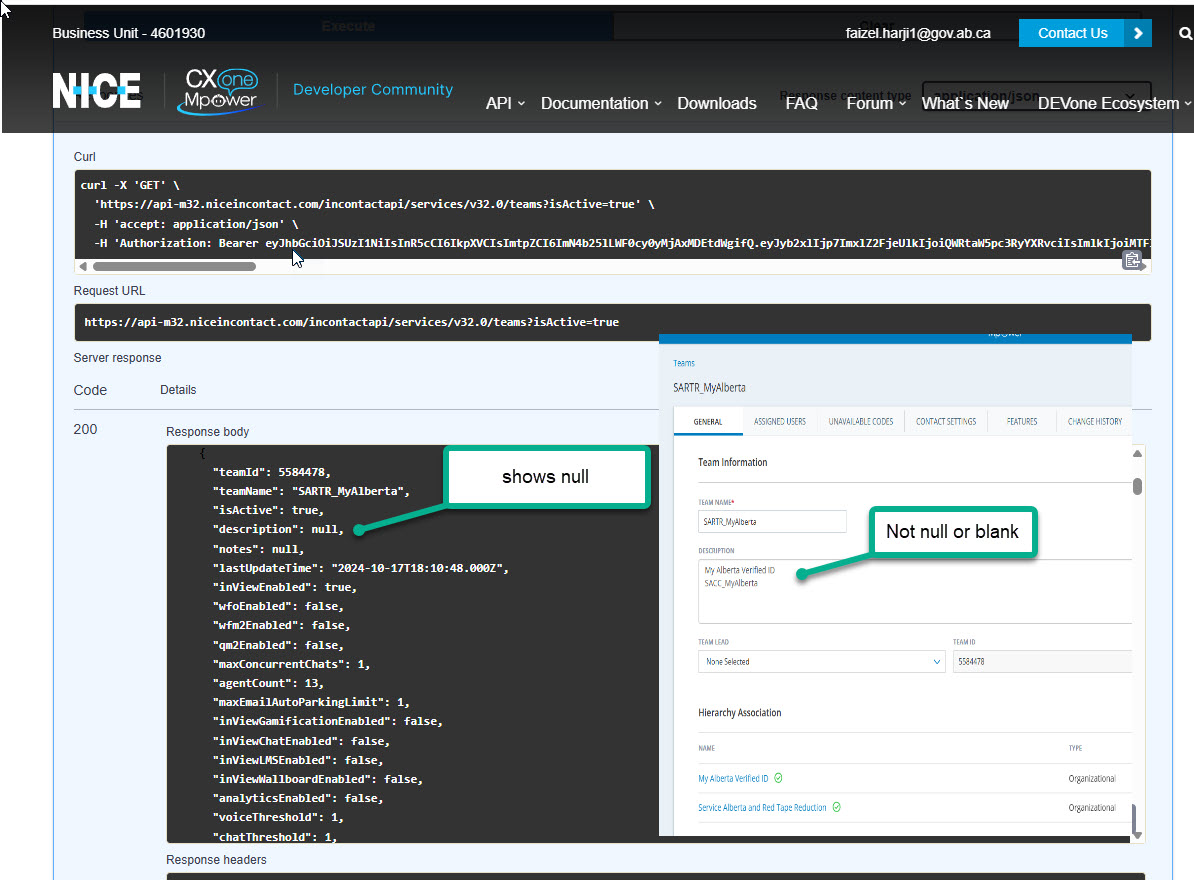 Execute
Clear
Business Unit - 4601930
faizel.harji1@gov.ab.ca
Contact Us
NICE
CXone
Mpower
Developer Community
API
Documentation
Downloads
FAQ
Forum
What`s New
DEVone Ecosystem
Response content type
application/json
Curl
curl -X 'GET' \
'https://api-m32.niceincontact.com/incontactapi/services/v32.0/teams?isActive=true' \
-H 'accept: application/json' \
-H 'Authorization: Bearer
Request URL
https://api-m32.niceincontact.com/incontactapi/services/v32.0/teams?isActive=true
Server response
Code
Details
200
Response body
{
"teamId": 5584478,
"teamName": "SARTR_MyAlberta",
"isActive": true,
"description": null,
"notes": null,
"lastUpdateTime": "2024-10-17T18:10:48.000Z",
"inViewEnabled": true,
"wfoEnabled": false,
"wfm2Enabled": false,
"qm2Enabled": false,
"maxConcurrentChats": 1,
"agentCount": 13,
"maxEmailAutoParkingLimit": 1,
"inViewGamificationEnabled": false,
"inViewChatEnabled": false,
"inViewLMSEnabled": false,
"inViewWallboardEnabled": false,
"analyticsEnabled": false,
"voiceThreshold": 1,
"chatThreshold": 1,
shows null
Teams
SARTR_MyAlberta
GENERAL
ASSIGNED USERS
UNAVAILABLE CODES
CONTACT SETTINGS
FEATURES
CHANGE HISTORY
Team Information
TEAM NAME*
SARTR_MyAlberta
Not null or blank
DESCRIPTION
My Alberta Verified ID
SACC_MyAlberta
TEAM LEAD
TEAM ID
None Selected
5584478
Hierarchy Association
NAME
TYPE
My Alberta Verified ID
Organizational
Service Alberta and Red Tape Reduction
Organizational
Response headers